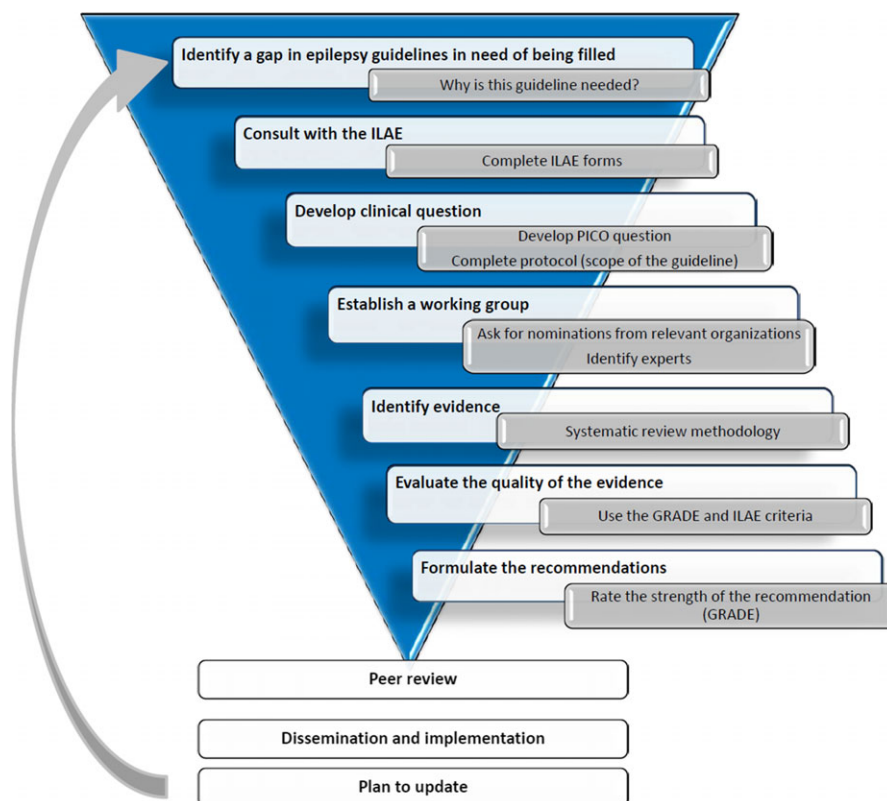 Identify a gap in epilepsy guidelines in need of being filled
Why is this guideline needed?
Consult with the ILAE
Complete ILAE forms
Develop clinical question
Develop PICO question
Complete protocol (scope of the guideline)
Establish a working group
Ask for nominations from relevant organizations
Identify experts
Identify evidence
Systematic review methodology
Evaluate the quality of the evidence
Use the GRADE and ILAE criteria
Formulate the recommendations
Rate the strength of the recommendation
(GRADE)
Peer review
Dissemination and implementation
Plan to update